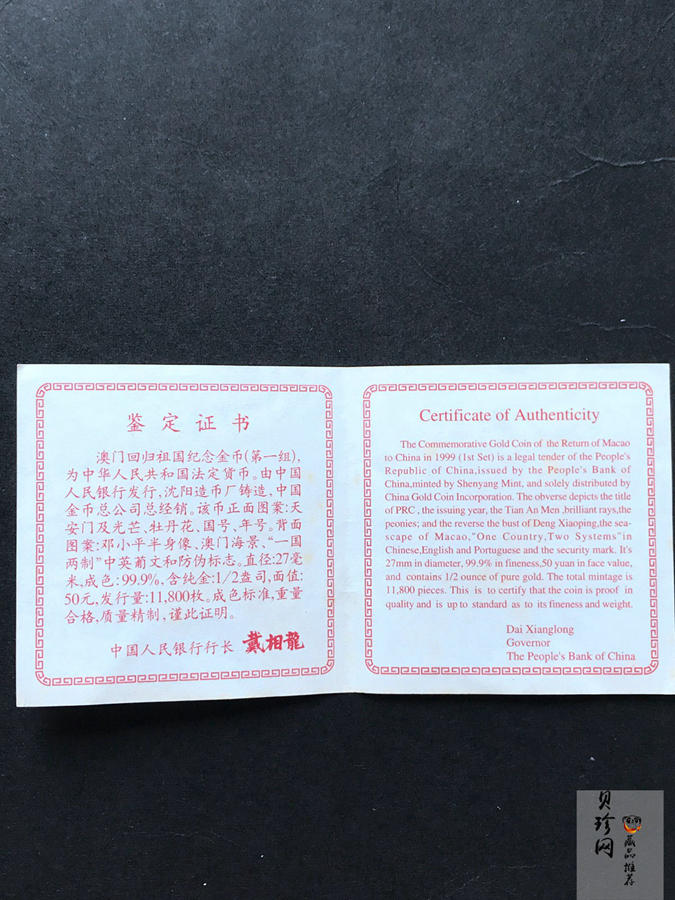 鉴定证书
澳门回归祖国纪念金币(第一组),
为中华人民共和国法定货币。由中国
人民银行发行,沈阳造币厂铸造,中国
金币总公司总经销。该币正面图案:天
安门及光芒、牡丹花、国号、年号。背面
图案:邓小平半身像、澳门海景、“一国
两制”中英葡文和防伪标志。直径:27毫
米,成色:99.9%,含纯金:1/2盎司,面值:
50元,发行量:11,800枚。成色标准,重量
合格,质量精制,谨此证明。
中国人民银行行长 戴相龍
Certificate of Authenticity
The Commemorative Gold Coin of the Return of Macao
to China in 1999 (1st Set) is a legal tender of the People's
Republic of China,issued by the People's Bank of
China,minted by Shenyang Mint, and solely distributed by
China Gold Coin Incorporation. The obverse depicts the title
of PRC , the issuing year, the Tian An Men ,brilliant rays,the
peonies; and the reverse the bust of Deng Xiaoping,the sea-
scape of Macao,"One Country,Two Systems"in
Chinese,English and Portuguese and the security mark. It's
27mm in diameter, 99.9% in fineness,50 yuan in face value,
and contains 1/2 ounce of pure gold. The total mintage is
11,800 pieces. This is to certify that the coin is proof in
quality and is up to standard as to its fineness and weight.
Dai Xianglong
Governor
The People's Bank of China
贝珍网
藏品推荐